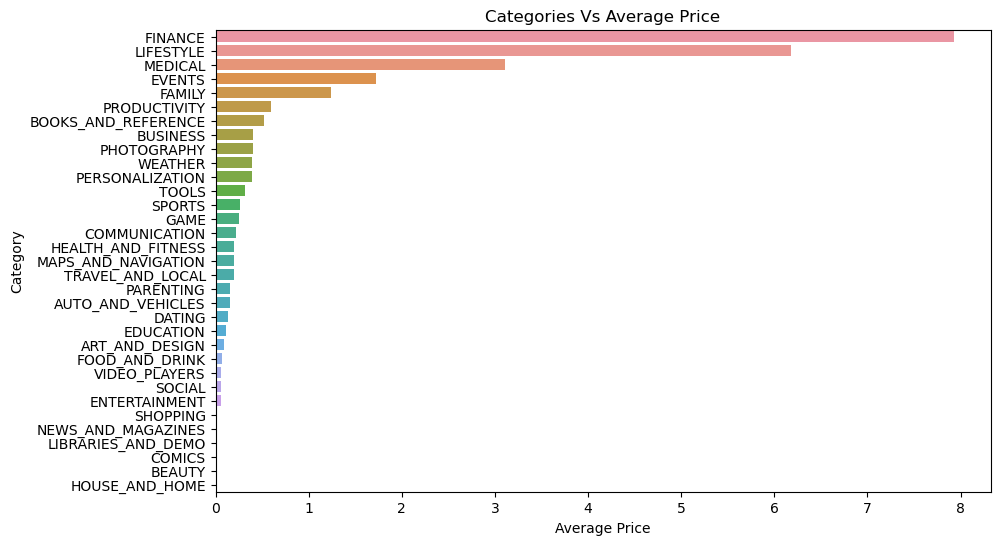 Categories Vs Average Price
FINANCE
LIFESTYLE
MEDICAL
EVENTS
FAMILY
PRODUCTIVITY
BOOKS_AND_REFERENCE
BUSINESS
PHOTOGRAPHY
WEATHER
PERSONALIZATION
TOOLS
SPORTS
GAME
COMMUNICATION
HEALTH_AND_FITNESS
MAPS_AND_NAVIGATION
TRAVEL_AND_LOCAL
PARENTING
AUTO_AND_VEHICLES
DATING
EDUCATION
ART_AND_DESIGN
FOOD_AND_DRINK
VIDEO_PLAYERS
SOCIAL
ENTERTAINMENT
SHOPPING
NEWS_AND_MAGAZINES
LIBRARIES_AND_DEMO
COMICS
BEAUTY
HOUSE_AND_HOME
Category
0 1 2 3 4 5 6 7 8
Average Price